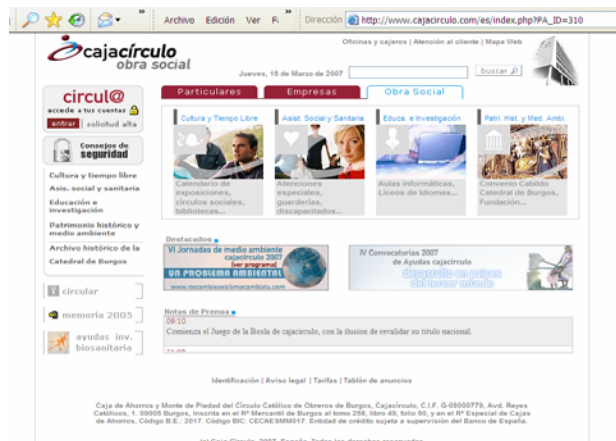 Archivo Edición Ver F.
Dirección http://www.cajacirculo.com/es/index.php?PA_ID=310
cajacírculo
obra social
Oficinas y cajeros | Atención al cliente | Mapa Web
Jueves, 15 de Marzo de 2007
buscar
Particulares Empresas Obra Social
circul@
accede a tus cuentas
entrar solicitud alta
Consejos de
seguridad
Cultura y tiempo libre
Asis. social y sanitaria
Educación e
investigación
Patrimonio histórico y
medio ambiente
Archivo histórico de la
Catedral de Burgos
circular
memoria 2005
ayudas inv.
biosanitaria
Cultura y Tiempo Libre
Calendario de
exposiciones,
círculos sociales,
bibliotecas...
Asist. Social y Sanitaria
Atenciones
especiales,
guarderías,
discapacitados...
Educa. e Investigación
Aulas informáticas,
Liceos de Idiomas...
Patri. Hist. y Med. Ambi.
Convenio Cabildo
Catedral de Burgos,
Fundación...
Destacados
VI Jornadas de medio ambiente
cajacírculo 2007
[ver programa]
UN PROBLEMA AMBIENTAL
www.nocambieselclimacambiatu.com
IV Convocatorias 2007
de Ayudas cajacírculo
desarrollo en países
del tercer mundo
Notas de Prensa
09:10
Comienza el Juego de la Bosla de cajacirculo, con la ilusion de revalidar su titulo nacional.
Identificación | Aviso legal | Tarifas | Tablón de anuncios
Caja de Ahorros y Monte de Piedad del Círculo Católico de Obreros de Burgos, Cajacírculo, C.I.F. G-09000779, Avd. Reyes
Católicos, 1. 09005 Burgos, Inscrita en el Rº Mercantil de Burgos al tomo 258, libro 49, folio 50, y en el Rº Especial de Cajas
de Ahorros, Código B.E.: 2017. Código BIC: CECAESMM017. Entidad de crédito sujeta a supervisión del Banco de España.